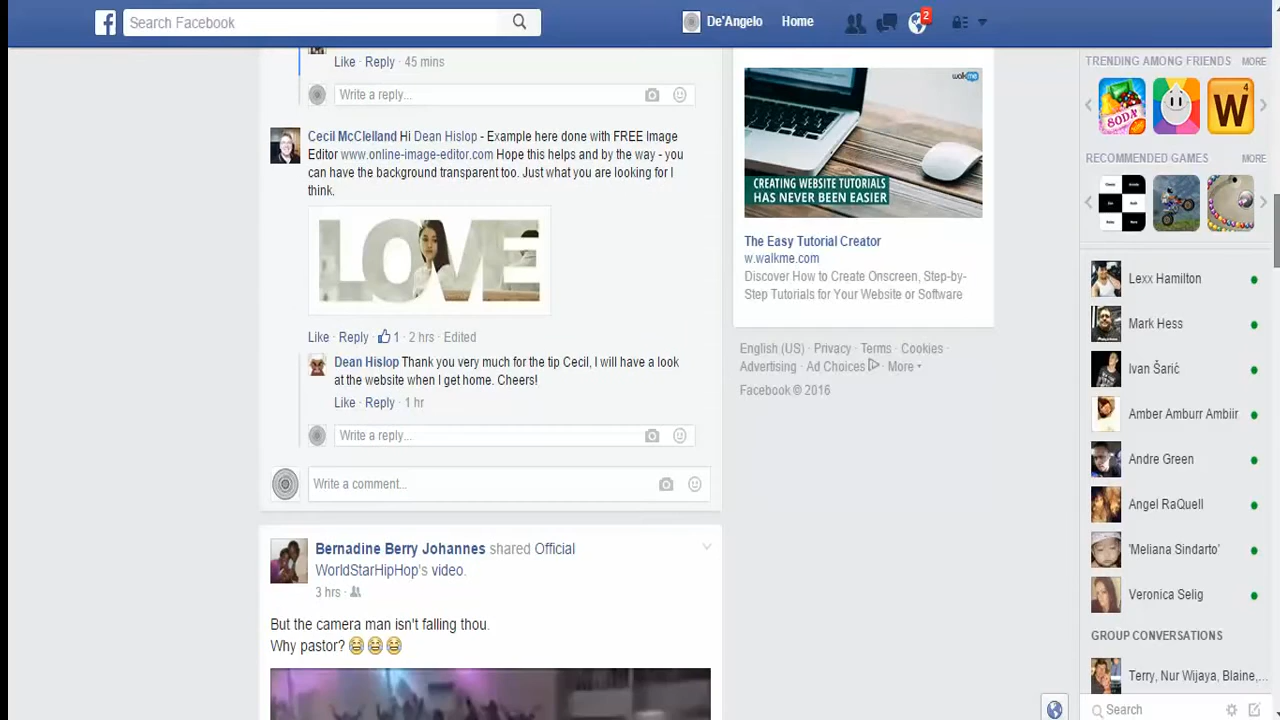 Search Facebook
De'Angelo
Home
2
Like · Reply · 45 mins
Write a reply...
Cecil McClelland Hi Dean Hislop - Example here done with FREE Image
Editor www.online-image-editor.com Hope this helps and by the way - you
can have the background transparent too. Just what you are looking for I
think.
LOVE
Like · Reply · 1 · 2 hrs · Edited
Dean Hislop Thank you very much for the tip Cecil, I will have a look
at the website when I get home. Cheers!
Like · Reply · 1 hr
Write a reply...
Write a comment...
Bernadine Berry Johannes shared Official
WorldStarHipHop's video.
3 hrs ·
But the camera man isn't falling thou.
Why pastor?
walkme
CREATING WEBSITE TUTORIALS
HAS NEVER BEEN EASIER
The Easy Tutorial Creator
w.walkme.com
Discover How to Create Onscreen, Step-by-
Step Tutorials for Your Website or Software
English (US) · Privacy · Terms · Cookies ·
Advertising · Ad Choices · More
Facebook © 2016
TRENDING AMONG FRIENDS
MORE
SODA
W
4
RECOMMENDED GAMES
MORE
Lexx Hamilton
Mark Hess
Ivan Šarić
Amber Amburr Ambiir
Andre Green
Angel RaQuell
'Meliana Sindarto'
Veronica Selig
GROUP CONVERSATIONS
Terry, Nur Wijaya, Blaine,...
Search